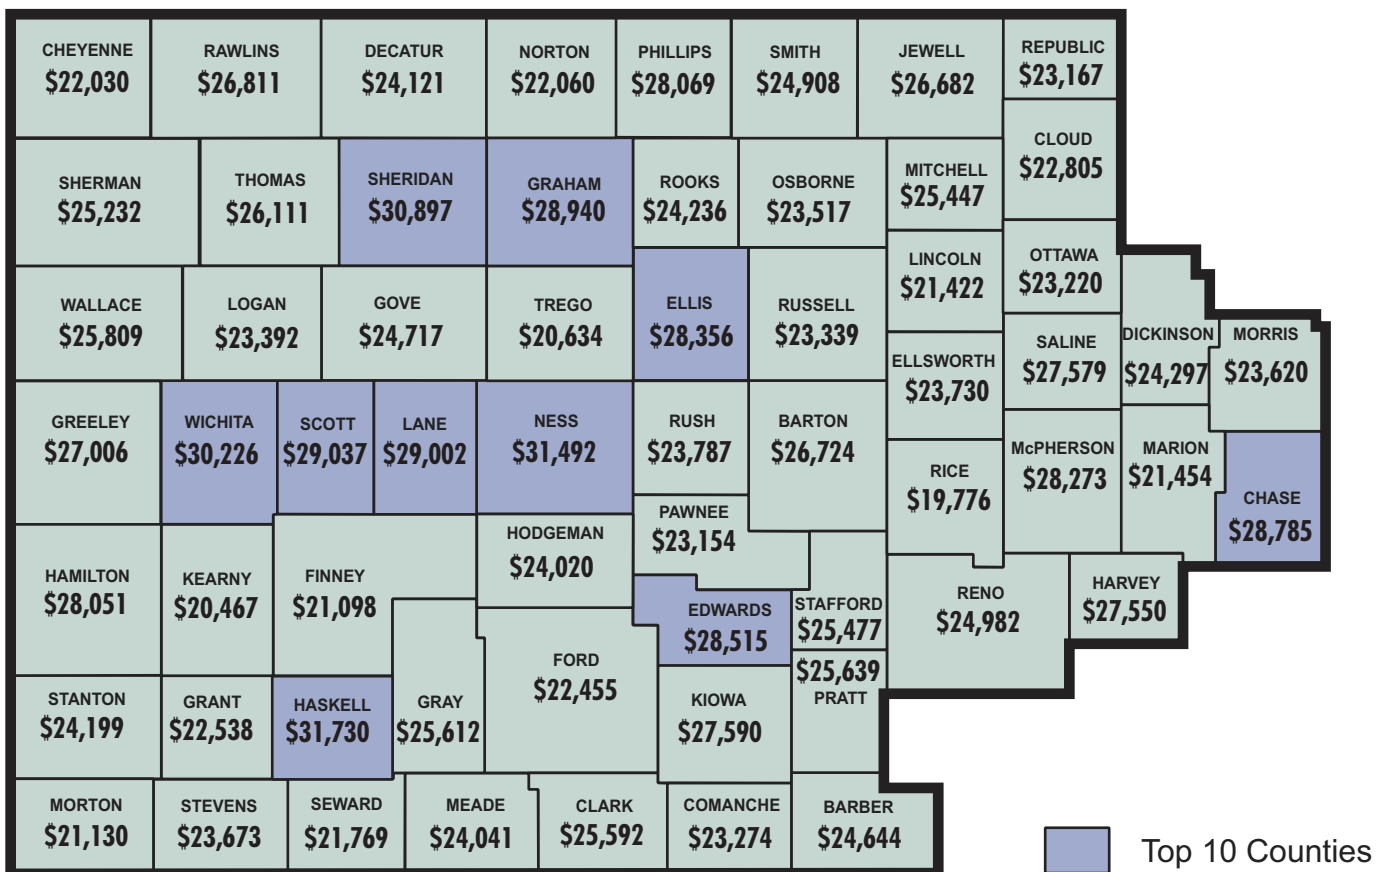 CHEYENNE
$22,030
RAWLINS
$26,811
DECATUR
$24,121
NORTON
$22,060
PHILLIPS
$28,069
SMITH
$24,908
JEWELL
$26,682
REPUBLIC
$23,167
CLOUD
$22,805
SHERMAN
$25,232
THOMAS
$26,111
SHERIDAN
$30,897
GRAHAM
$28,940
ROOKS
$24,236
OSBORNE
$23,517
MITCHELL
$25,447
LINCOLN
$21,422
OTTAWA
$23,220
WALLACE
$25,809
LOGAN
$23,392
GOVE
$24,717
TREGO
$20,634
ELLIS
$28,356
RUSSELL
$23,339
ELLSWORTH
$23,730
SALINE
$27,579
DICKINSON
$24,297
MORRIS
$23,620
GREELEY
$27,006
WICHITA
$30,226
SCOTT
$29,037
LANE
$29,002
NESS
$31,492
RUSH
$23,787
BARTON
$26,724
RICE
$19,776
McPHERSON
$28,273
MARION
$21,454
CHASE
$28,785
HAMILTON
$28,051
KEARNY
$20,467
FINNEY
$21,098
HODGEMAN
$24,020
PAWNEE
$23,154
EDWARDS
$28,515
STAFFORD
$25,477
RENO
$24,982
HARVEY
$27,550
STANTON
$24,199
GRANT
$22,538
HASKELL
$31,730
GRAY
$25,612
FORD
$22,455
KIOWA
$27,590
$25,639
PRATT
MORTON
$21,130
STEVENS
$23,673
SEWARD
$21,769
MEADE
$24,041
CLARK
$25,592
COMANCHE
$23,274
BARBER
$24,644
Top 10 Counties